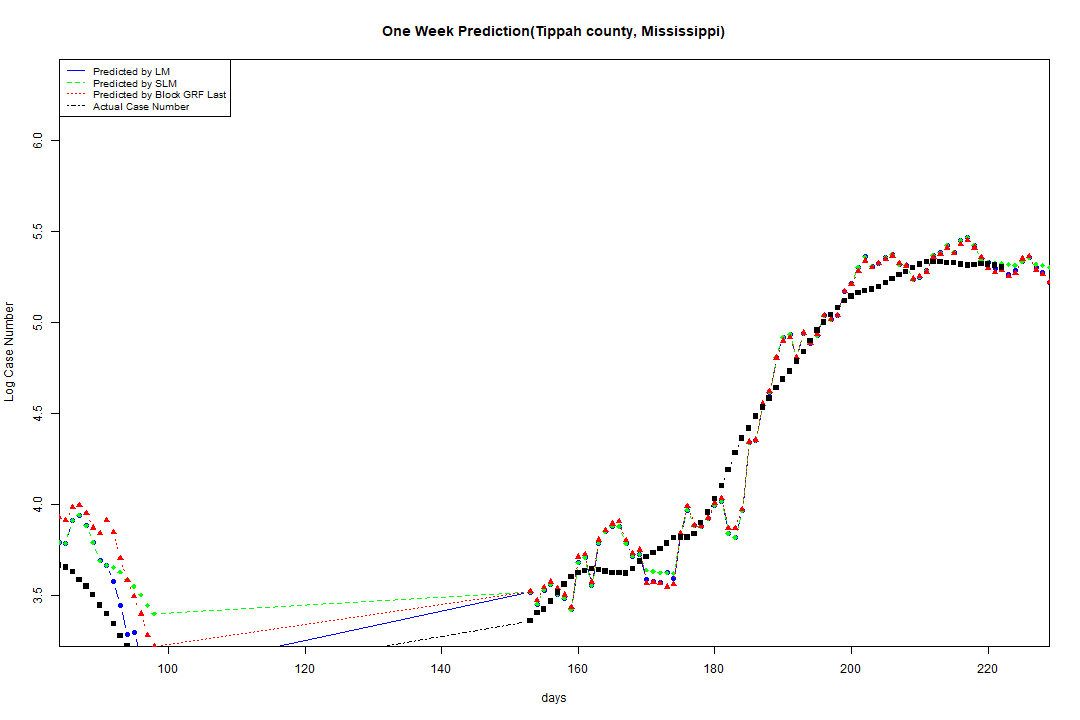 One Week Prediction(Tippah county, Mississippi)
Predicted by LM
Predicted by SLM
Predicted by Block GRF Last
Actual Case Number
6.0
5.5
5.0
4.5
4.0
3.5
Log Case Number
100 120 140 160 180 200 220
days